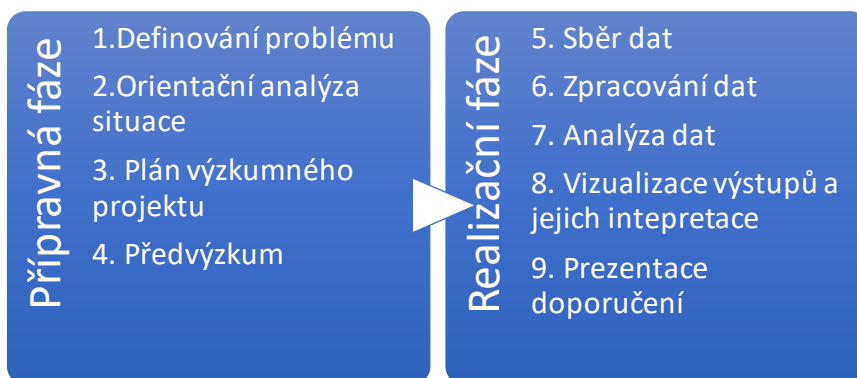 Přípravná fáze
1.Definování problému
2.Orientační analýza
situace
3. Plán výzkumného
projektu
4. Předvýzkum
Realizační fáze
5. Sběr dat
6. Zpracování dat
7. Analýza dat
8. Vizualizace výstupů a
jejich intepretace
9. Prezentace
doporučení